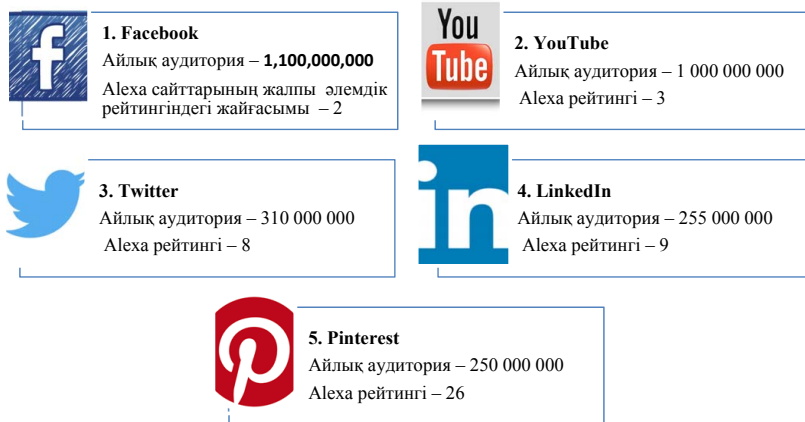 1. Facebook
Айлық аудитория – 1,100,000,000
Alexa сайттарының жалпы әлемдік
рейтингіндегі жайғасымы – 2
You
Tube
2. YouTube
Айлық аудитория – 1 000 000 000
Alexa рейтингі – 3
3. Twitter
Айлық аудитория – 310 000 000
Alexa рейтингі – 8
in
4. LinkedIn
Айлық аудитория – 255 000 000
Alexa рейтингі – 9
5. Pinterest
Айлық аудитория – 250 000 000
Alexa рейтингі – 26